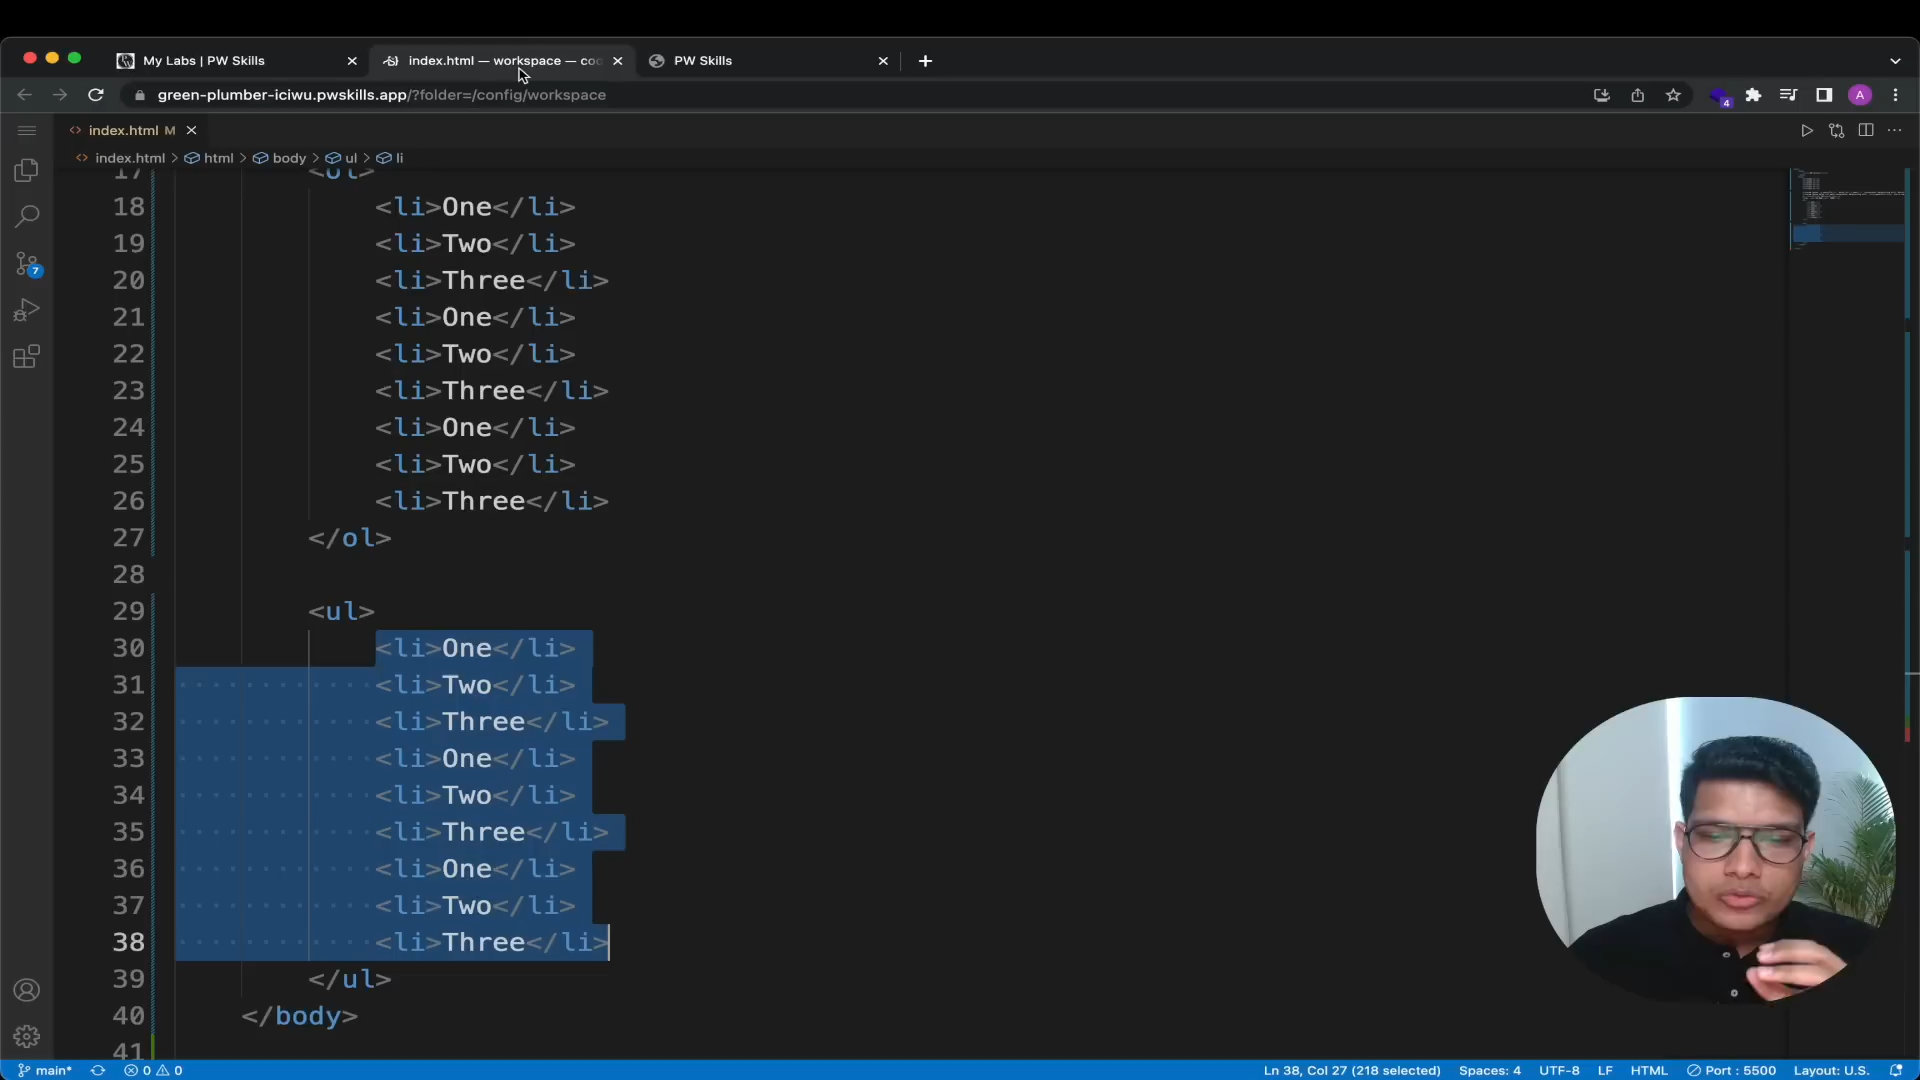 My Labs | PW Skills
index.html — workspace — co
PW Skills
green-plumber-iciwu.pwskills.app/?folder=/config/workspace
4
A
index.html M
index.html > html > body > ul > li
7
17 <ol>
18 <li>One</li>
19 <li>Two</li>
20 <li>Three</li>
21 <li>One</li>
22 <li>Two</li>
23 <li>Three</li>
24 <li>One</li>
25 <li>Two</li>
26 <li>Three</li>
27 </ol>
28
29 <ul>
30 <li>One</li>
31 <li>Two</li>
32 <li>Three</li>
33 <li>One</li>
34 <li>Two</li>
35 <li>Three</li>
36 <li>One</li>
37 <li>Two</li>
38 <li>Three</li>
39 </ul>
40 </body>
41
main* 0 0 Ln 38, Col 27 (218 selected) Spaces: 4 UTF-8 LF HTML Port : 5500 Layout: U.S.